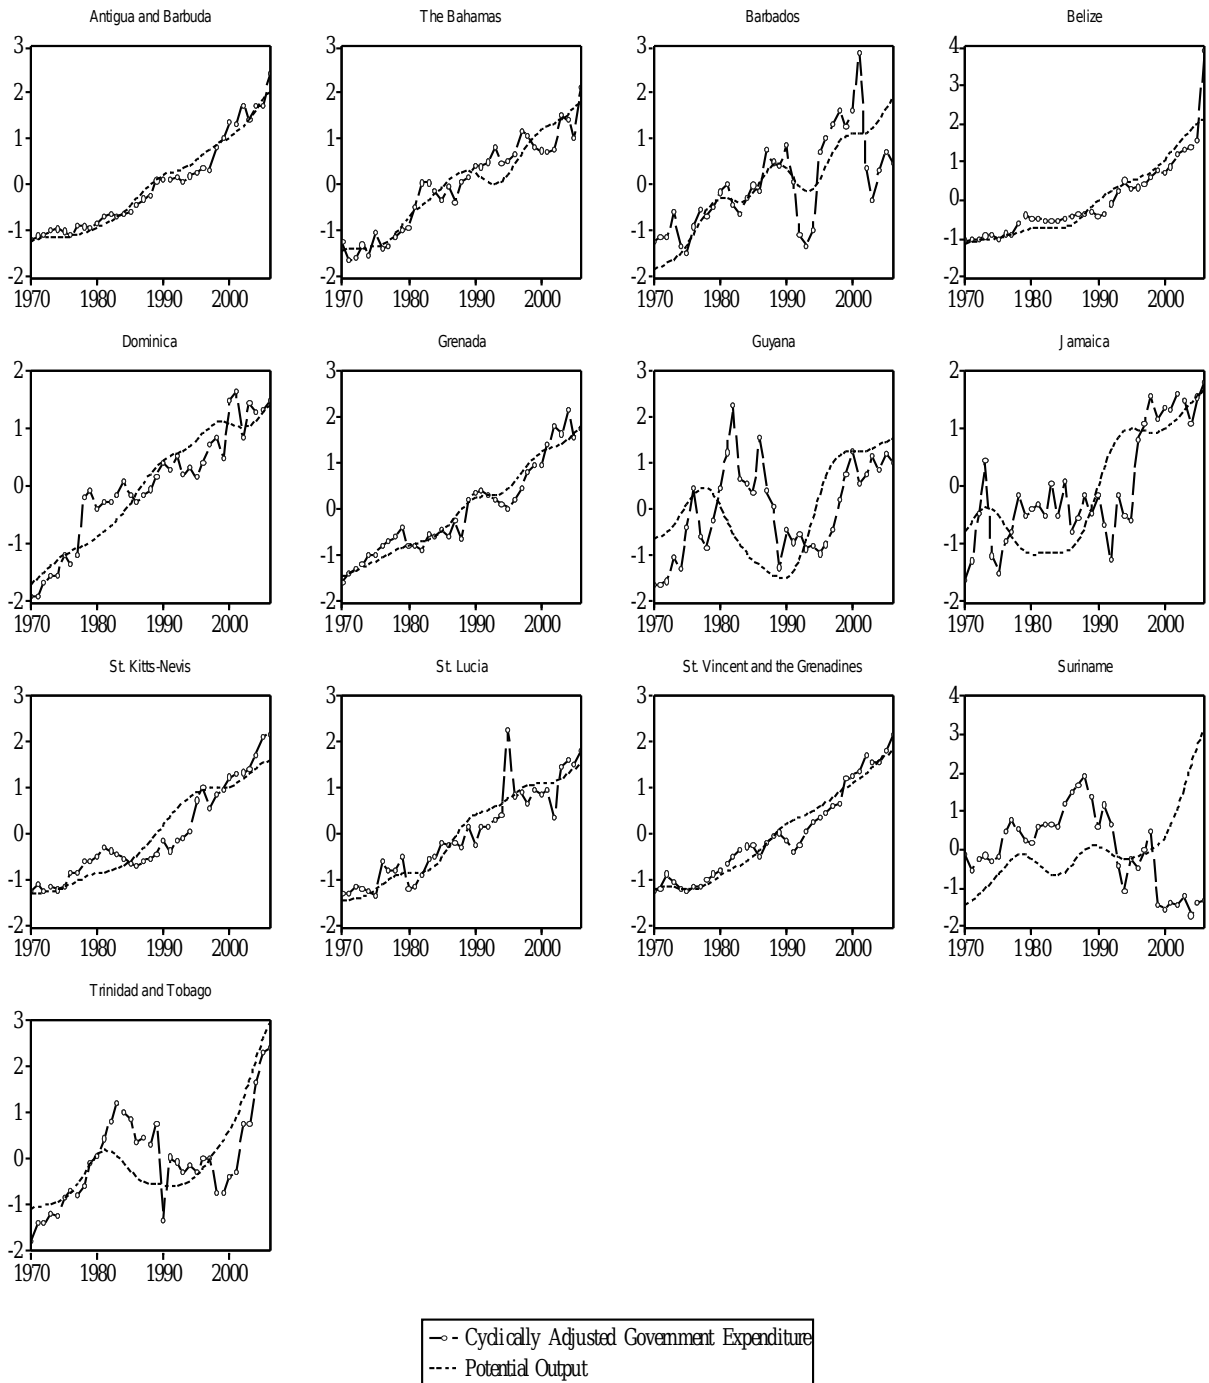 Antigua and Barbuda
3
2
1
0
-1
-2
1970 1980 1990 2000
The Bahamas
3
2
1
0
-1
-2
1970 1980 1990 2000
Barbados
3
2
1
0
-1
-2
1970 1980 1990 2000
Belize
4
3
2
1
0
-1
-2
1970 1980 1990 2000
Dominica
2
1
0
-1
-2
1970 1980 1990 2000
Grenada
3
2
1
0
-1
-2
1970 1980 1990 2000
Guyana
3
2
1
0
-1
-2
1970 1980 1990 2000
Jamaica
2
1
0
-1
-2
1970 1980 1990 2000
St. Kitts-Nevis
3
2
1
0
-1
-2
1970 1980 1990 2000
St. Lucia
3
2
1
0
-1
-2
1970 1980 1990 2000
St. Vincent and the Grenadines
3
2
1
0
-1
-2
1970 1980 1990 2000
Suriname
4
3
2
1
0
-1
-2
1970 1980 1990 2000
Trinidad and Tobago
3
2
1
0
-1
-2
1970 1980 1990 2000
Cyclically Adjusted Government Expenditure
Potential Output